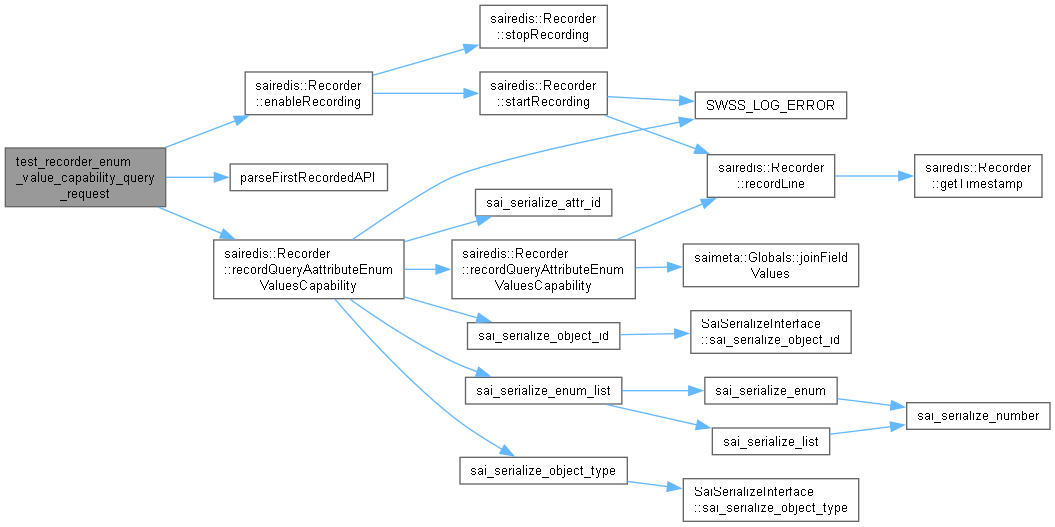 test_recorder_enum
_value_capability_query
_request
sairedis::Recorder
::enableRecording
parseFirstRecordedAPI
sairedis::Recorder
::recordQueryAattributeEnum
ValuesCapability
sairedis::Recorder
::stopRecording
sairedis::Recorder
::startRecording
sai_serialize_attr_id
sairedis::Recorder
::recordQueryAttributeEnum
ValuesCapability
sai_serialize_object_id
sai_serialize_enum_list
sai_serialize_object_type
SWSS_LOG_ERROR
sairedis::Recorder
::recordLine
saimeta::Globals::joinField
Values
SaiSerializeInterface
::sai_serialize_object_id
sai_serialize_enum
sai_serialize_list
SaiSerializeInterface
::sai_serialize_object_type
sairedis::Recorder
::getTimestamp
sai_serialize_number